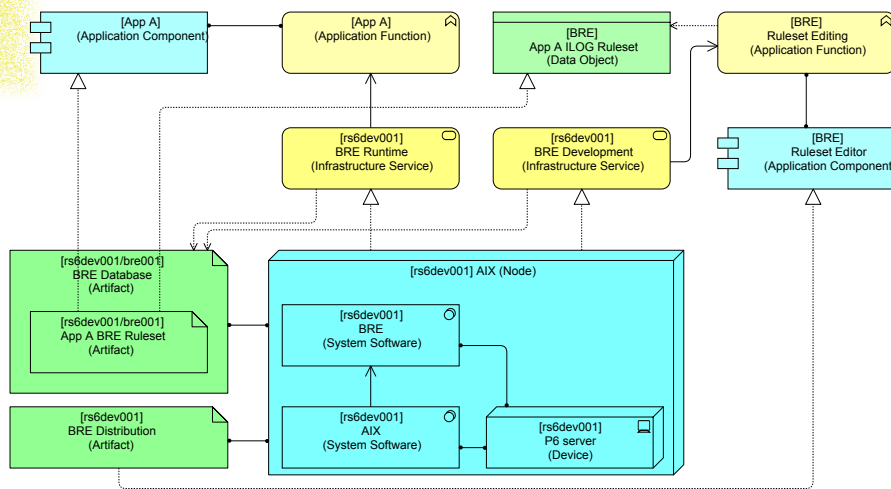 [App A]
(Application Component)
[App A]
(Application Function)
[BRE]
App A ILOG Ruleset
(Data Object)
[BRE]
Ruleset Editing
(Application Function)
[rs6dev001]
BRE Runtime
(Infrastructure Service)
[rs6dev001]
BRE Development
(Infrastructure Service)
[BRE]
Ruleset Editor
(Application Component)
[rs6dev001/bre001]
BRE Database
(Artifact)
[rs6dev001/bre001]
App A BRE Ruleset
(Artifact)
[rs6dev001] AIX (Node)
[rs6dev001]
BRE
(System Software)
[rs6dev001]
BRE Distribution
(Artifact)
[rs6dev001]
AIX
(System Software)
[rs6dev001]
P6 server
(Device)